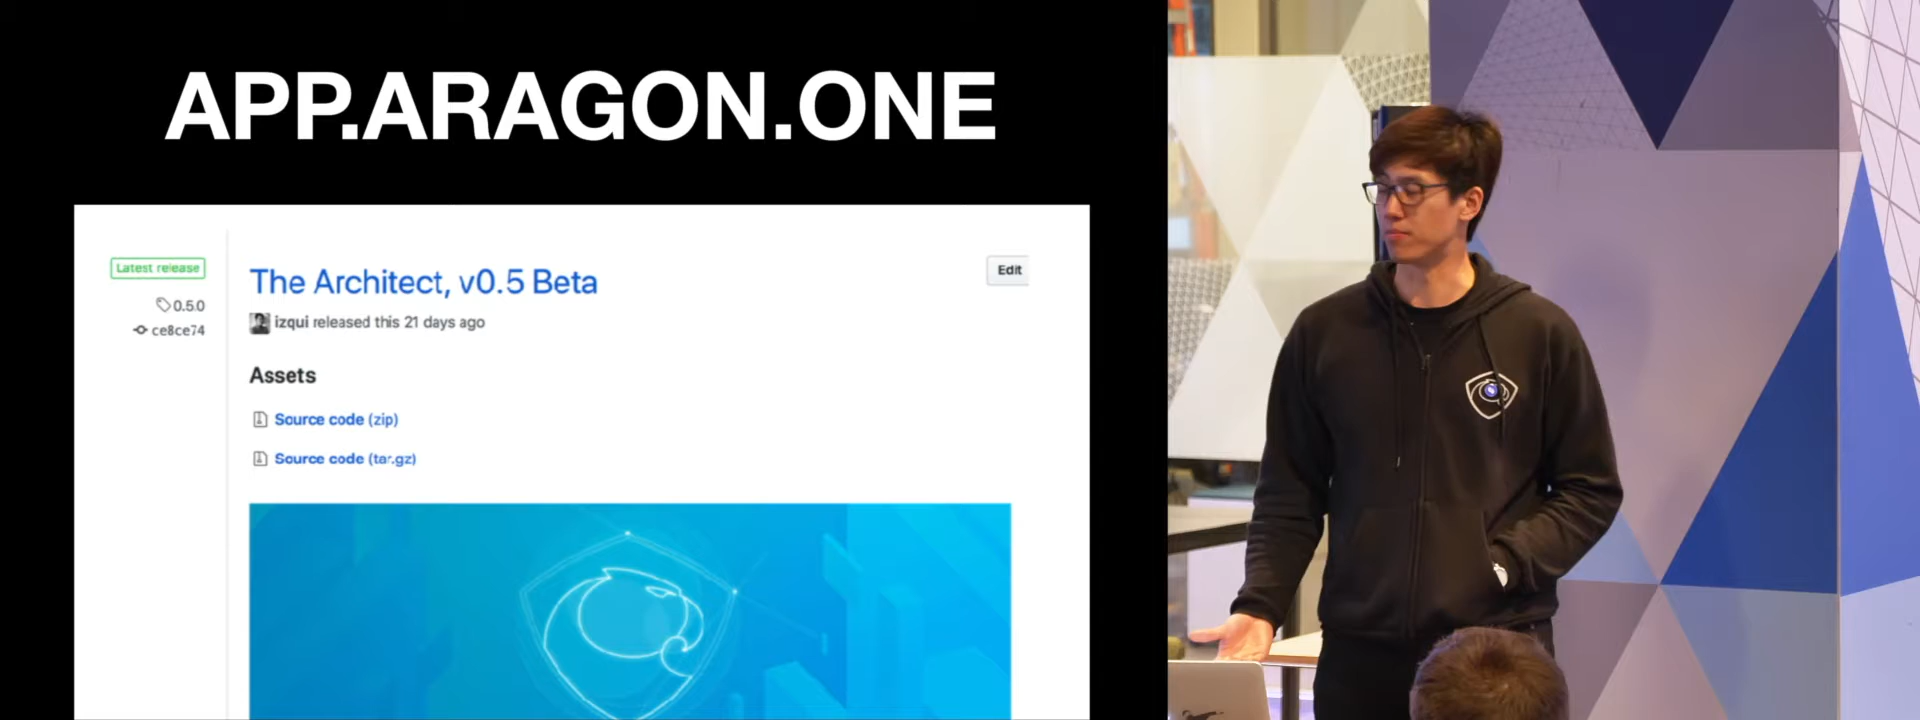 APP.ARAGON.ONE
Latest release
0.5.0
ce8ce74
The Architect, v0.5 Beta
Edit
izqui released this 21 days ago
Assets
Source code (zip)
Source code (tar.gz)